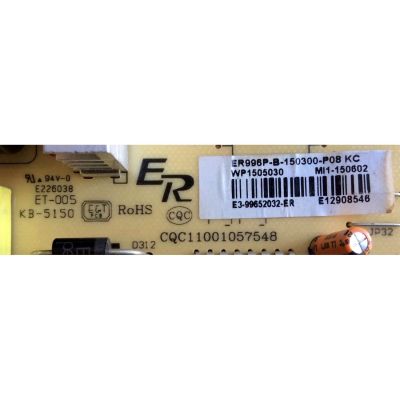 94V-0
E226038
ET-005
KB-5150
RoHS
ER
CQC
CQC11001057548
D312
ER996P-B-150300-P08 KC
WP1505030 MI1-150602
E3-99652032-ER E12908546
JP32